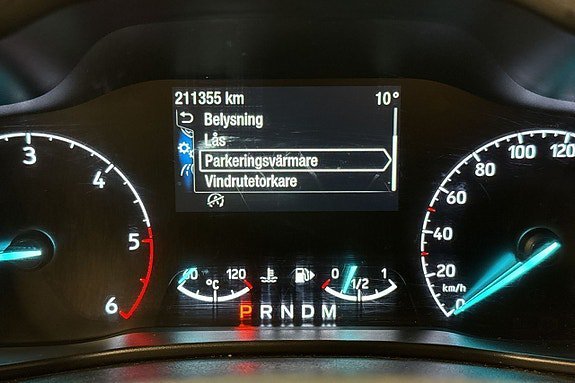 211355 km 10°
Belysning
Lås
Parkeringsvärmare
Vindrutetorkare
3
4
5
6
60 120
°C
0 1/2 1
P R N D M
120
100
80
60
40
20
0
km/h